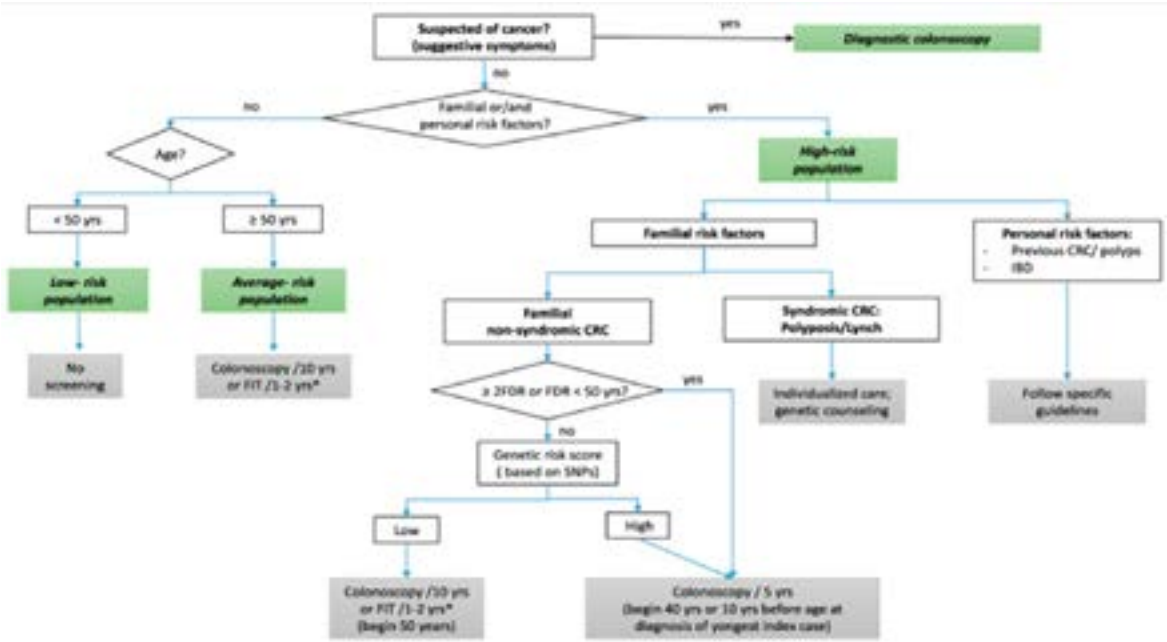 Suspected of cancer?
(suggestive symptoms)
yes
Diagnostic colonoscopy
no
Familial or/and
personal risk factors?
no
yes
Age?
High-risk
population
< 50 yrs
≥ 50 yrs
Familial risk factors
Personal risk factors:
- Previous CRC/ polyps
- IBD
Low- risk
population
Average- risk
population
Familial
non-syndromic CRC
Syndromic CRC:
Polyposis/Lynch
No
screening
Colonoscopy /10 yrs
or FIT /1-2 yrs*
≥ 2FDR or FDR < 50 yrs?
yes
Individualized care;
genetic counseling
Follow specific
guidelines
no
Genetic risk score
( based on SNPs)
Low
High
Colonoscopy /10 yrs
or FIT /1-2 yrs*
(begin 50 years)
Colonoscopy / 5 yrs
(begin 40 yrs or 10 yrs before age at
diagnosis of yongest index case)